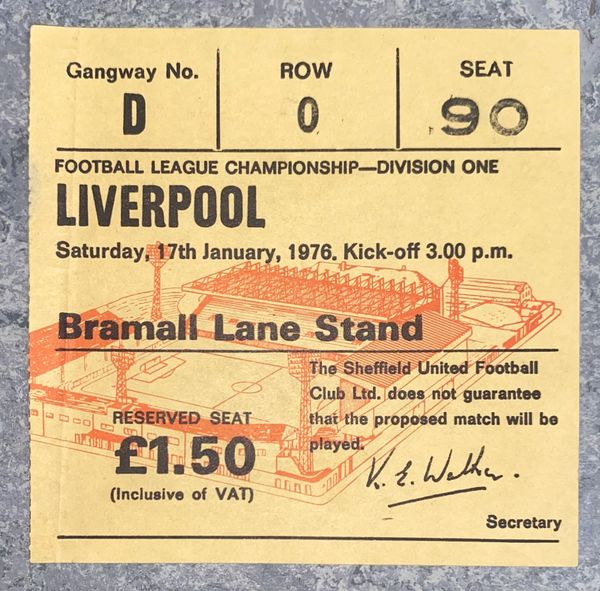 Gangway No. ROW SEAT
D O 90
FOOTBALL LEAGUE CHAMPIONSHIP—DIVISION ONE
LIVERPOOL
Saturday, 17th January, 1976. Kick-off 3.00 p.m.
Bramall Lane Stand
RESERVED SEAT
£1.50
(Inclusive of VAT)
The Sheffield United Football
Club Ltd. does not guarantee
that the proposed match will be
played.
K. E. Walker.
Secretary